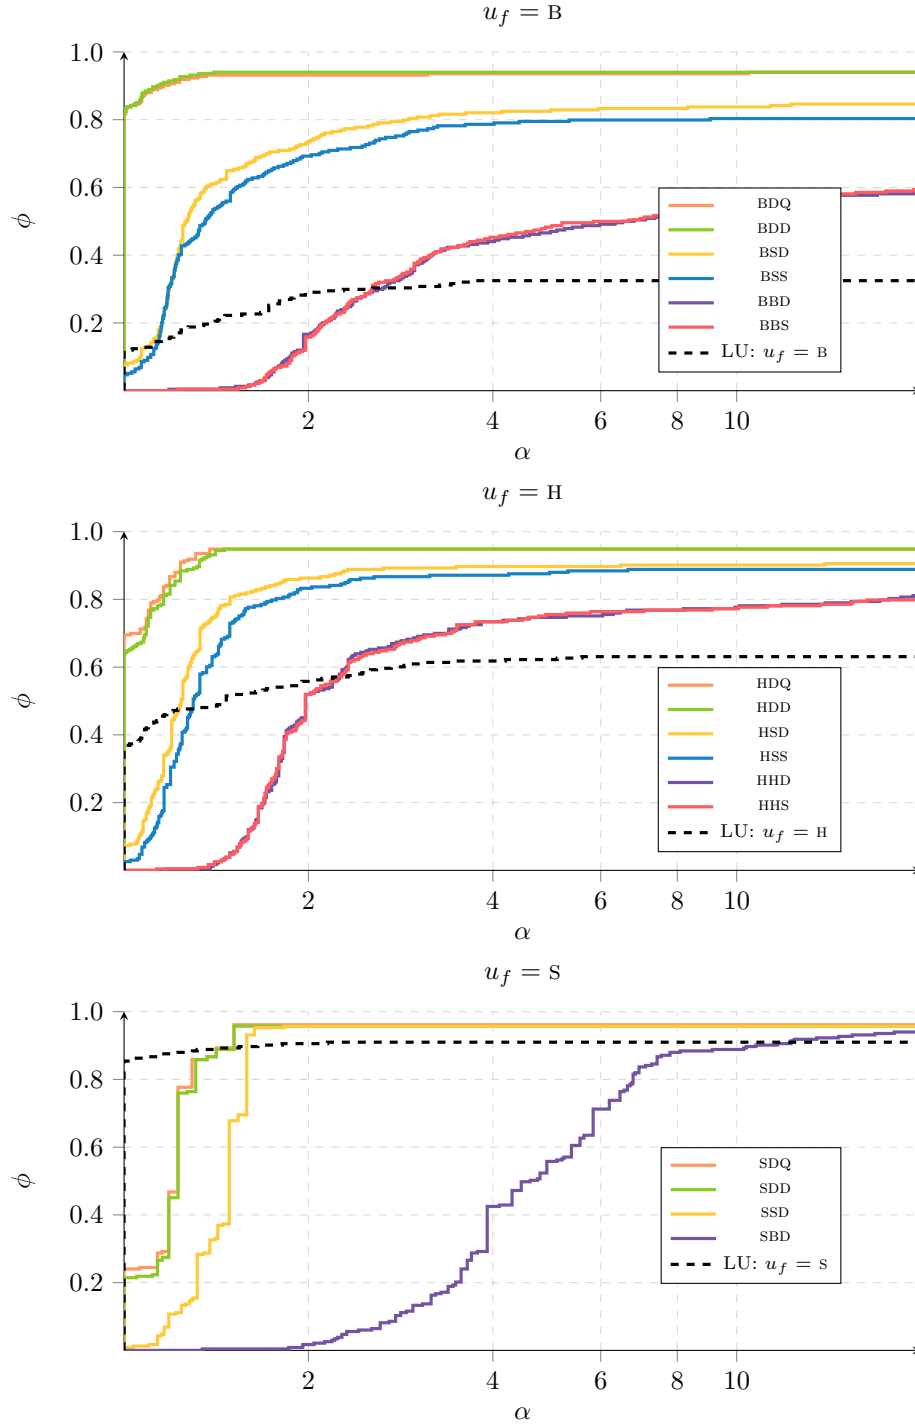 u_f = B
1.0
0.8
0.6
0.4
0.2
ϕ
BDQ
BDD
BSD
BSS
BBD
BBS
LU: u_f = B
2 4 6 8 10
α
u_f = H
1.0
0.8
0.6
0.4
0.2
ϕ
HDQ
HDD
HSD
HSS
HHD
HHS
LU: u_f = H
2 4 6 8 10
α
u_f = S
1.0
0.8
0.6
0.4
0.2
ϕ
SDQ
SDD
SSD
SBD
LU: u_f = S
2 4 6 8 10
α